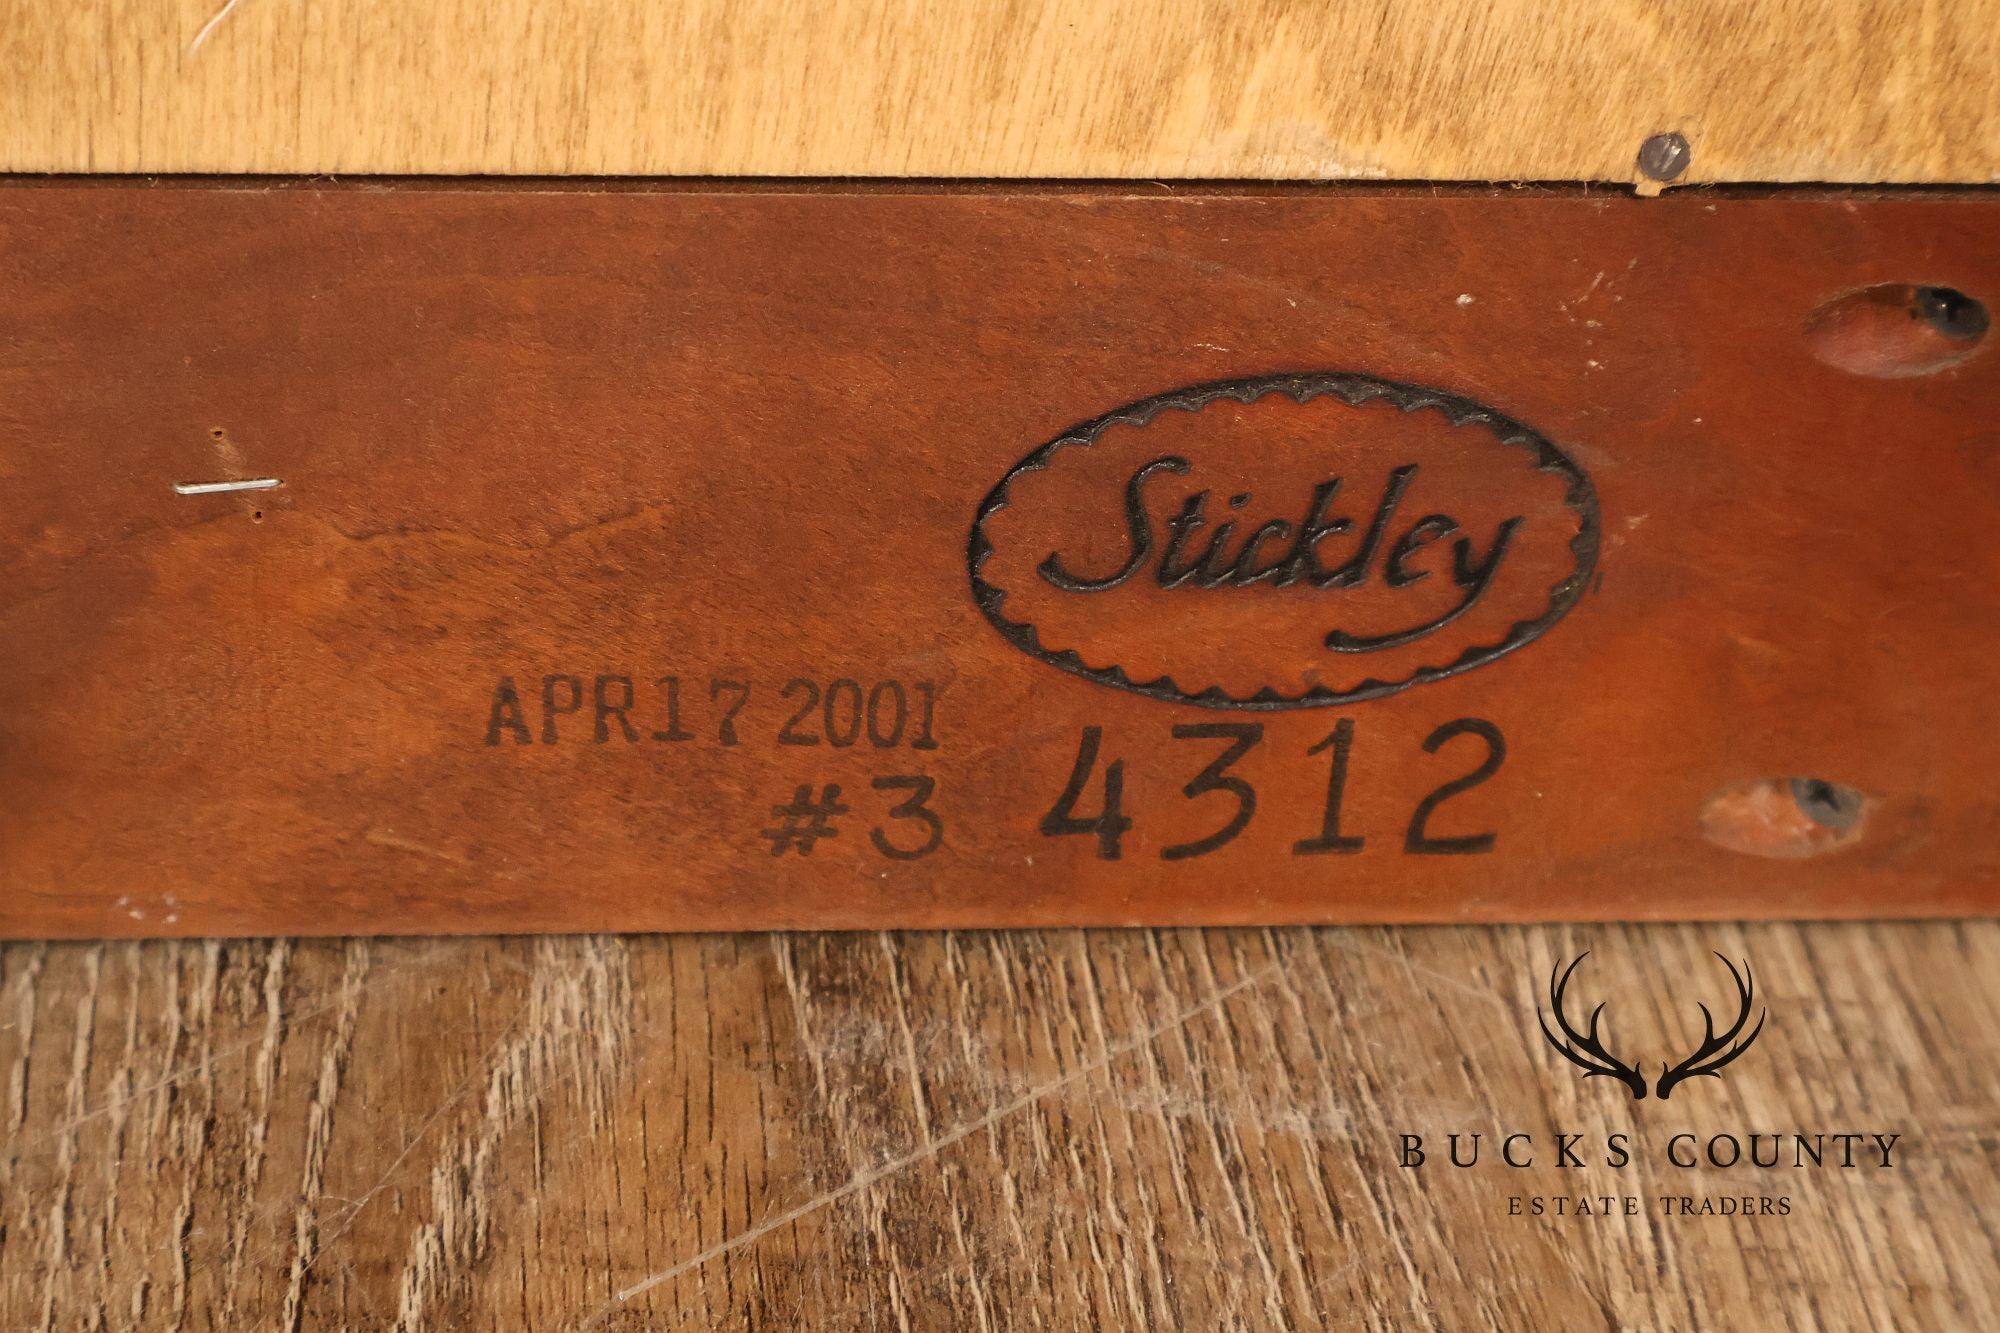 Stickley
APR 17 2001
#3 4312
BUCKS COUNTY
ESTATE TRADERS